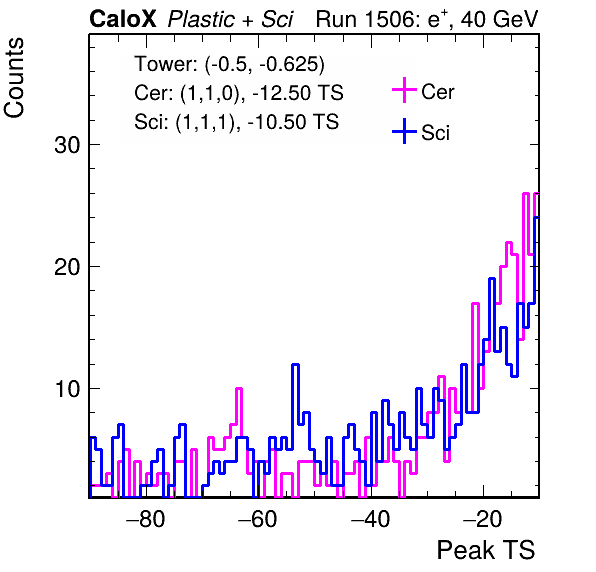 CaloX Plastic + Sci Run 1506: e+, 40 GeV
Counts
Tower: (-0.5, -0.625)
Cer: (1,1,0), -12.50 TS
Sci: (1,1,1), -10.50 TS
Cer
Sci
30
20
10
−80 −60 −40 −20
Peak TS